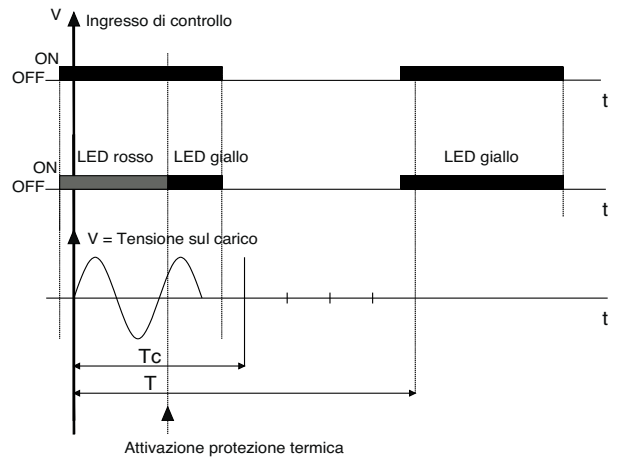 V
Ingresso di controllo
ON
OFF
t
LED rosso
LED giallo
LED giallo
ON
OFF
t
V = Tensione sul carico
t
Tc
T
Attivazione protezione termica